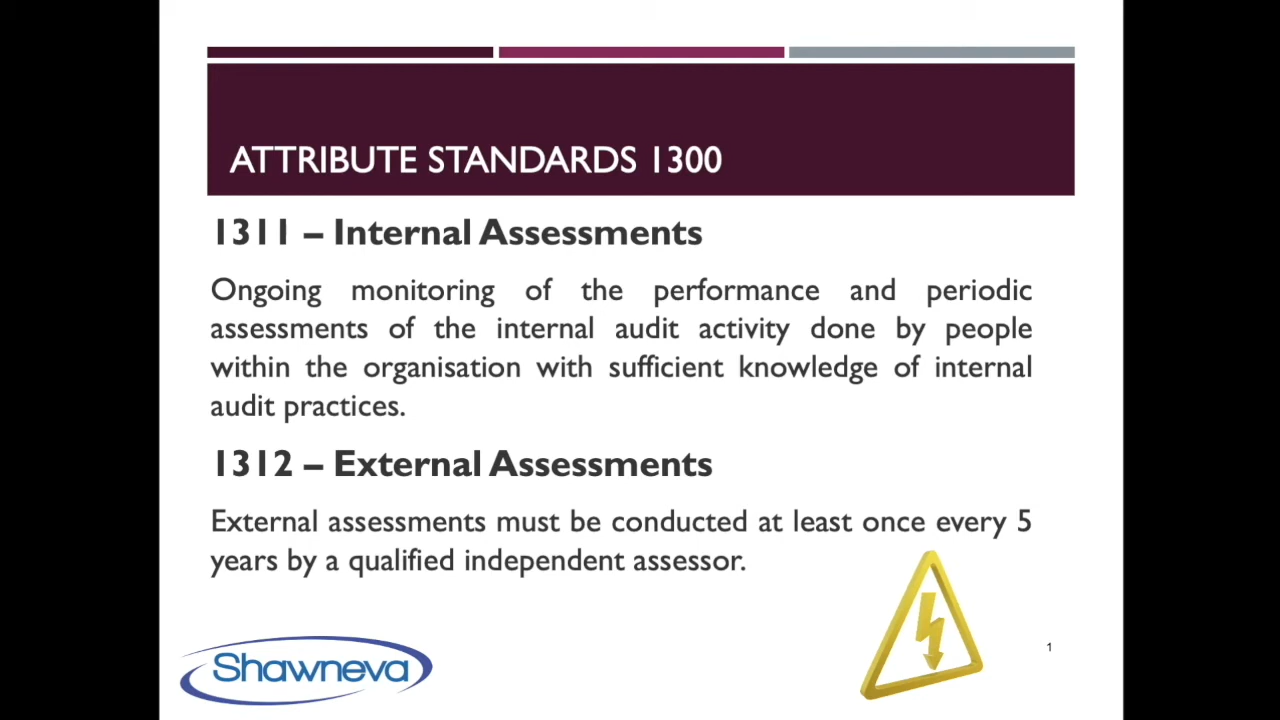 ATTRIBUTE STANDARDS 1300
1311 – Internal Assessments
Ongoing monitoring of the performance and periodic
assessments of the internal audit activity done by people
within the organisation with sufficient knowledge of internal
audit practices.
1312 – External Assessments
External assessments must be conducted at least once every 5
years by a qualified independent assessor.
Shawneva
1